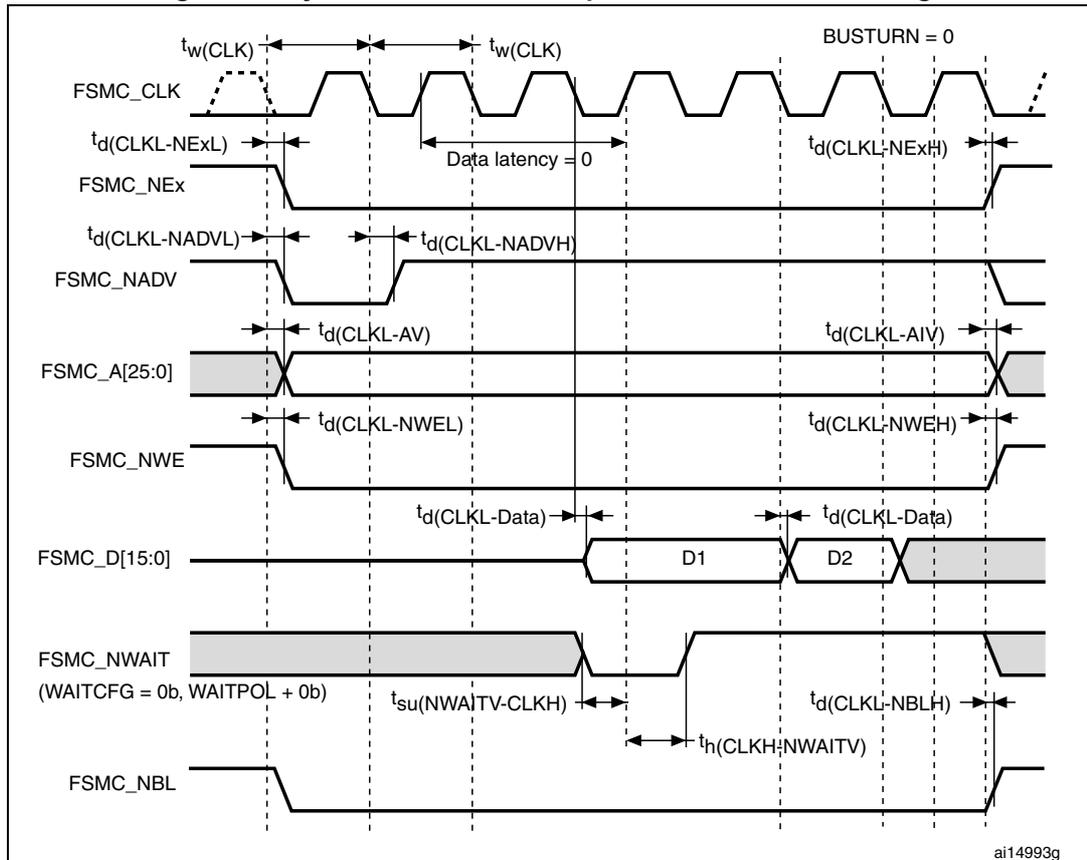 BUSTURN = 0
tw(CLK)
tw(CLK)
FSMC_CLK
td(CLKL-NExL)
Data latency = 0
td(CLKL-NExH)
FSMC_NEx
td(CLKL-NADVL)
td(CLKL-NADVH)
FSMC_NADV
td(CLKL-AV)
td(CLKL-AIV)
FSMC_A[25:0]
td(CLKL-NWEL)
td(CLKL-NWEH)
FSMC_NWE
td(CLKL-Data)
td(CLKL-Data)
FSMC_D[15:0]
D1
D2
FSMC_NWAIT
(WAITCFG = 0b, WAITPOL + 0b)
tsu(NWAITV-CLKH)
td(CLKL-NBLH)
th(CLKH-NWAITV)
FSMC_NBL
ai14993g